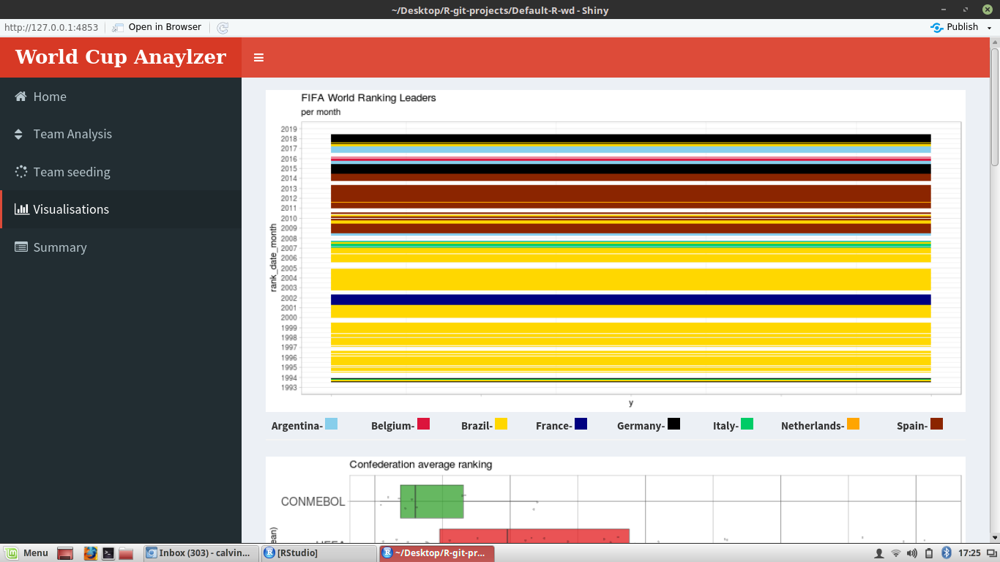 ~/Desktop/R-git-projects/Default-R-wd - Shiny
http://127.0.0.1:4853
Open in Browser
Publish
World Cup Anaylzer
Home
Team Analysis
Team seeding
Visualisations
Summary
FIFA World Ranking Leaders
per month
rank_date_month
2019
2018
2017
2016
2015
2014
2013
2012
2011
2010
2009
2008
2007
2006
2005
2004
2003
2002
2001
2000
1999
1998
1997
1996
1995
1994
1993
y
Argentina- Belgium- Brazil- France- Germany- Italy- Netherlands- Spain-
Confederation average ranking
CONMEBOL
Menu
Inbox (303) - calvin...
[RStudio]
~/Desktop/R-git-pr...
17:25